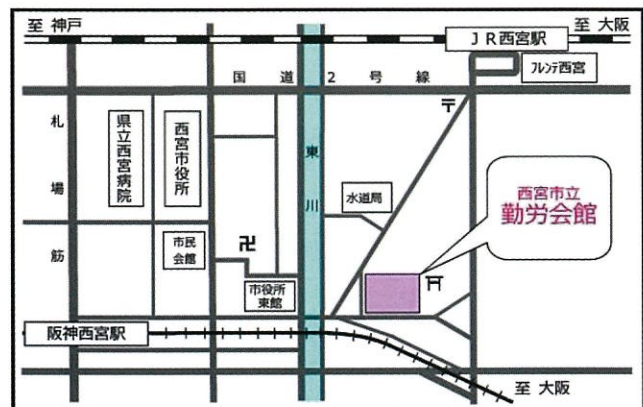 至 神戸
至 大阪
JR西宮駅
フレンテ西宮
国道2号線
〒
札場筋
県立西宮病院
西宮市役所
東川
水道局
西宮市立
勤労会館
市民
会館
卍
市役所
東館
阪神西宮駅
至 大阪